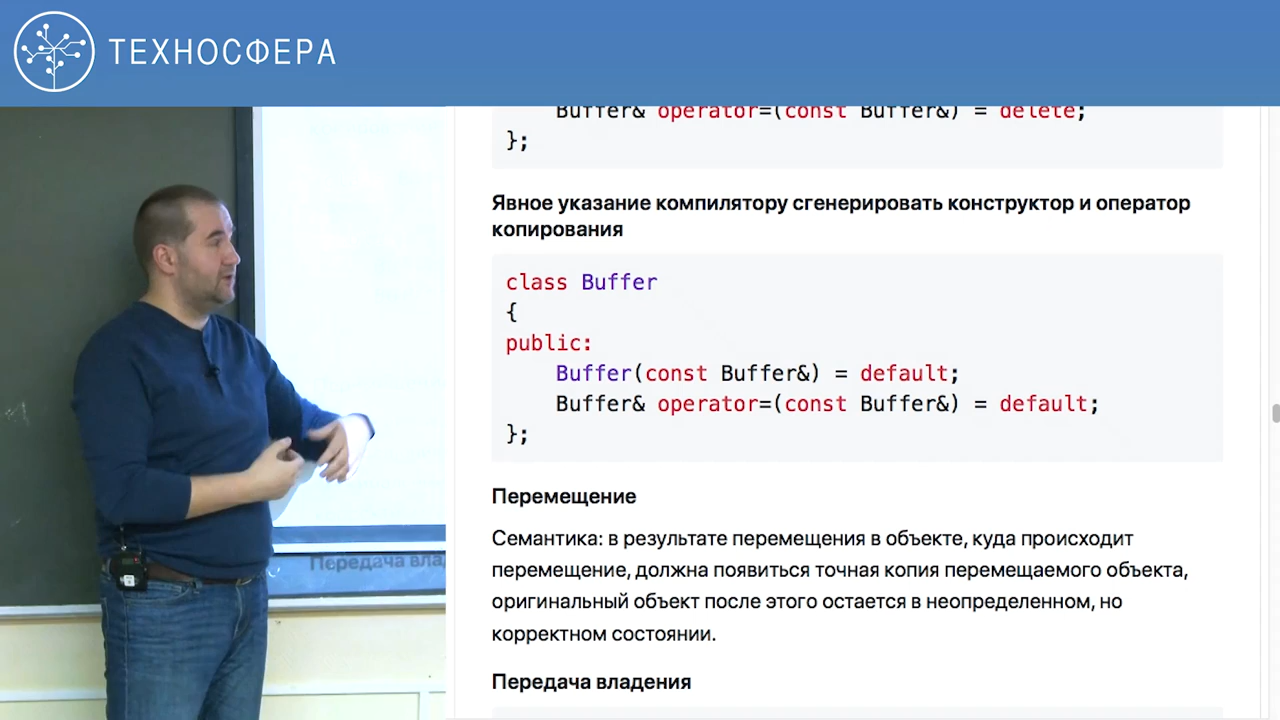 ТЕХНОСФЕРА
Buffer& operator=(const Buffer&) = delete;
};
Явное указание компилятору сгенерировать конструктор и оператор
копирования
class Buffer
{
public:
Buffer(const Buffer&) = default;
Buffer& operator=(const Buffer&) = default;
};
Перемещение
Семантика: в результате перемещения в объекте, куда происходит
перемещение, должна появиться точная копия перемещаемого объекта,
оригинальный объект после этого остается в неопределенном, но
корректном состоянии.
Передача владения
Передача вла